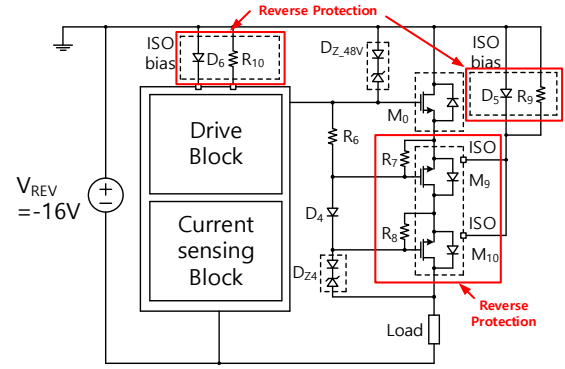 Reverse Protection
ISO
bias
D6
R10
DZ_48V
ISO
bias
D5
R9
M0
Drive
Block
R6
R7
ISO
M9
VREV
=-16V
Current
sensing
Block
D4
R8
ISO
M10
DZ4
Load
Reverse
Protection